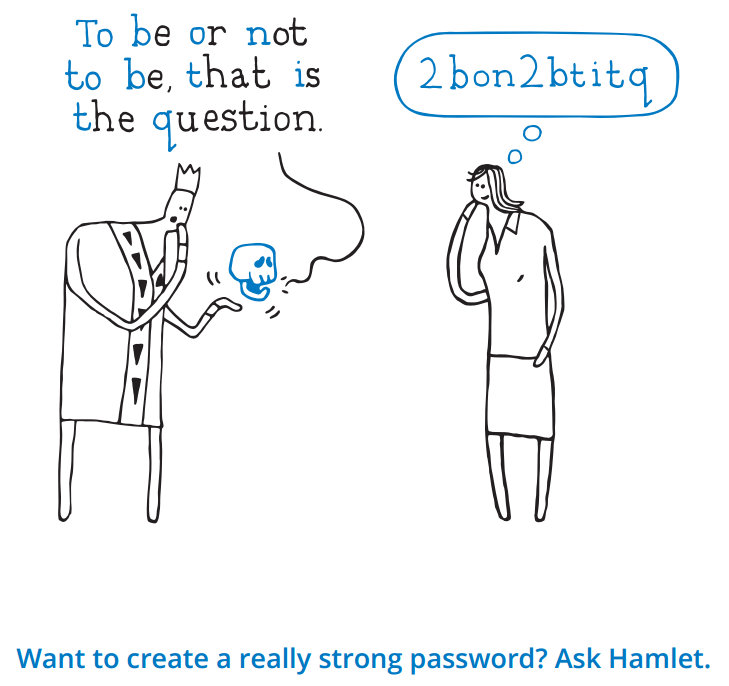 To be or not
to be, that is
the question.
2bon2btitq
Want to create a really strong password? Ask Hamlet.